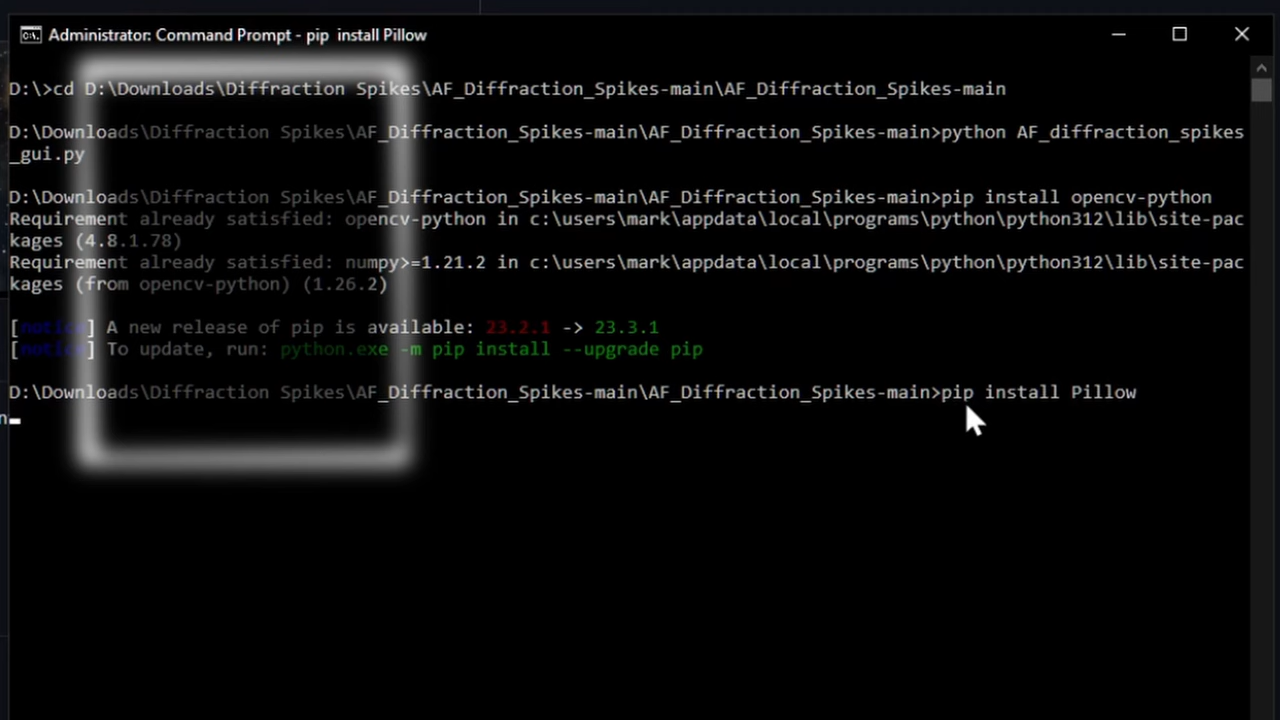 Administrator: Command Prompt - pip  install Pillow
D:\>cd D:\Downloads\Diffraction Spikes\AF_Diffraction_Spikes-main\AF_Diffraction_Spikes-main
D:\Downloads\Diffraction Spikes\AF_Diffraction_Spikes-main\AF_Diffraction_Spikes-main>python AF_diffraction_spikes
_gui.py
D:\Downloads\Diffraction Spikes\AF_Diffraction_Spikes-main\AF_Diffraction_Spikes-main>pip install opencv-python
Requirement already satisfied: opencv-python in c:\users\mark\appdata\local\programs\python\python312\lib\site-pac
kages (4.8.1.78)
Requirement already satisfied: numpy>=1.21.2 in c:\users\mark\appdata\local\programs\python\python312\lib\site-pac
kages (from opencv-python) (1.26.2)
[notice] A new release of pip is available: 23.2.1 -> 23.3.1
[notice] To update, run: python.exe -m pip install --upgrade pip
D:\Downloads\Diffraction Spikes\AF_Diffraction_Spikes-main\AF_Diffraction_Spikes-main>pip install Pillow
n